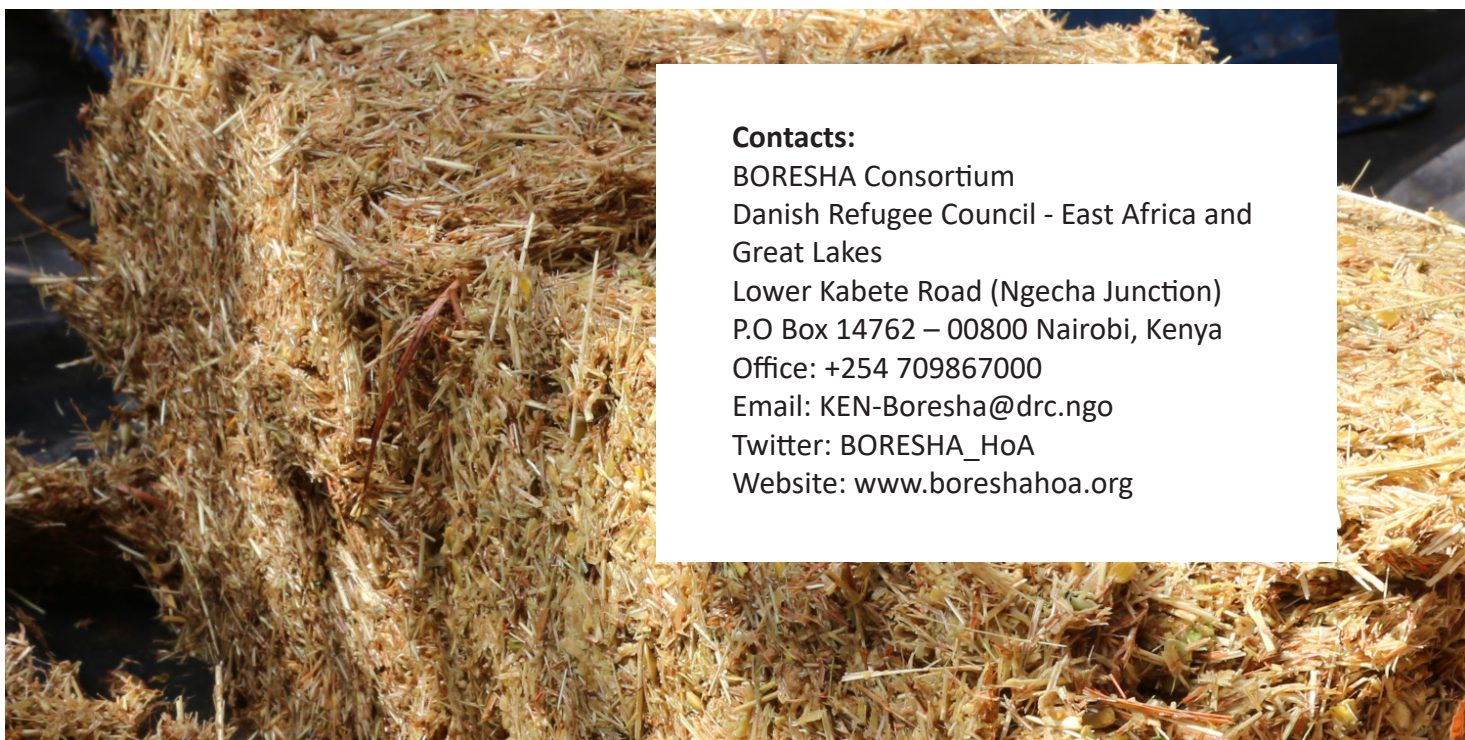 Contacts:
BORESHA Consortium
Danish Refugee Council - East Africa and
Great Lakes
Lower Kabete Road (Ngecha Junction)
P.O Box 14762 – 00800 Nairobi, Kenya
Office: +254 709867000
Email: KEN-Boresha@drc.ngo
Twitter: BORESHA_HoA
Website: www.boreshahoa.org